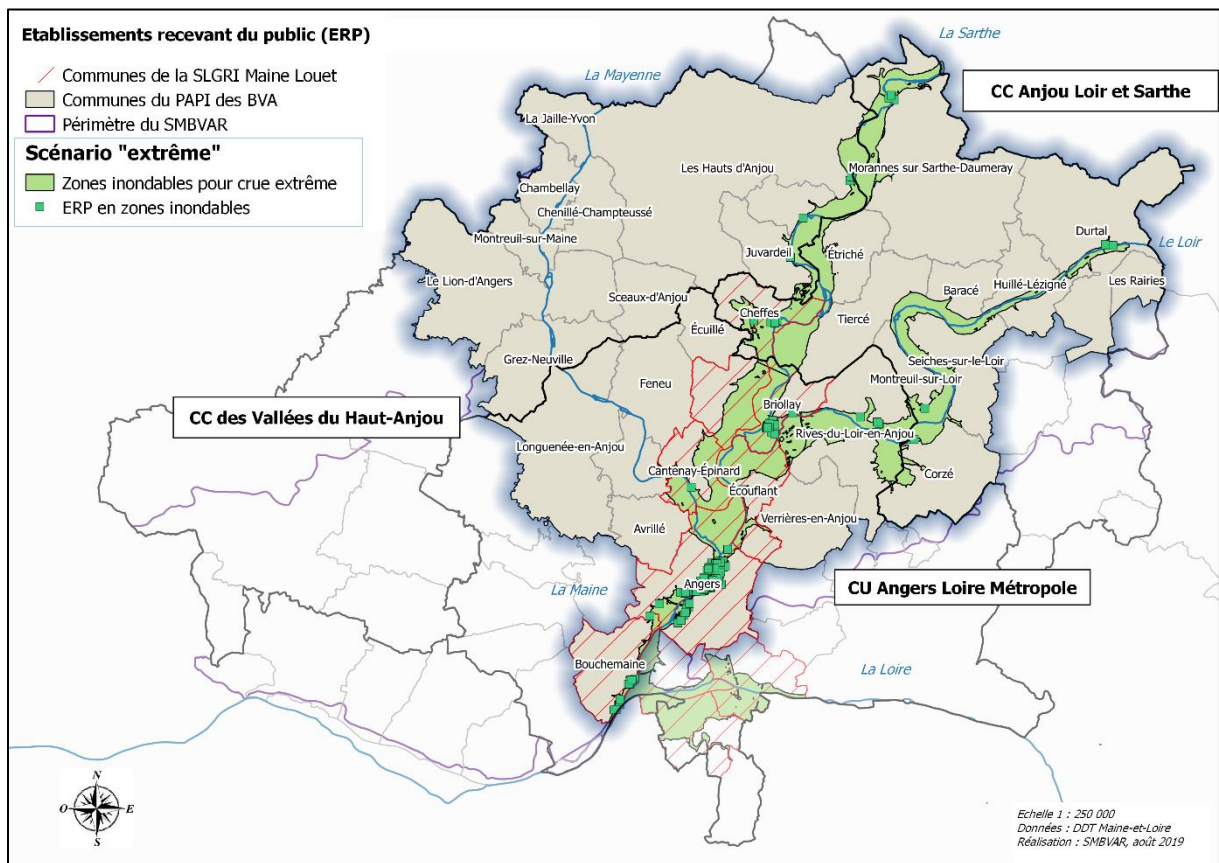 Etablissements recevant du public (ERP)
Communes de la SLGRI Maine Louet
Communes du PAPI des BVA
Périmètre du SMBVAR
Scénario "extrême"
Zones inondables pour crue extrême
ERP en zones inondables
La Sarthe
La Mayenne
CC Anjou Loir et Sarthe
La Jaille-Yvon
Les Hauts d'Anjou
Morannes sur Sarthe-Daumeray
Chambellay
Chenillé-Champteussé
Montreuil-sur-Maine
Juvardeil
Étriché
Durtal
Le Loir
Le Lion-d'Angers
Sceaux-d'Anjou
Baracé
Huillé-Lézigné
Les Rairies
Cheffes
Écuillé
Tiercé
Grez-Neuville
Feneu
Seiches-sur-le-Loir
Montreuil-sur-Loir
CC des Vallées du Haut-Anjou
Briollay
Rives-du-Loir-en-Anjou
Longuenée-en-Anjou
Cantenay-Épinard
Corzé
Écouflant
Avrillé
Verrières-en-Anjou
La Maine
Angers
CU Angers Loire Métropole
Bouchemaine
La Loire
N
O
E
S
Echelle 1 : 250 000
Données : DDT Maine-et-Loire
Réalisation : SMBVAR, août 2019